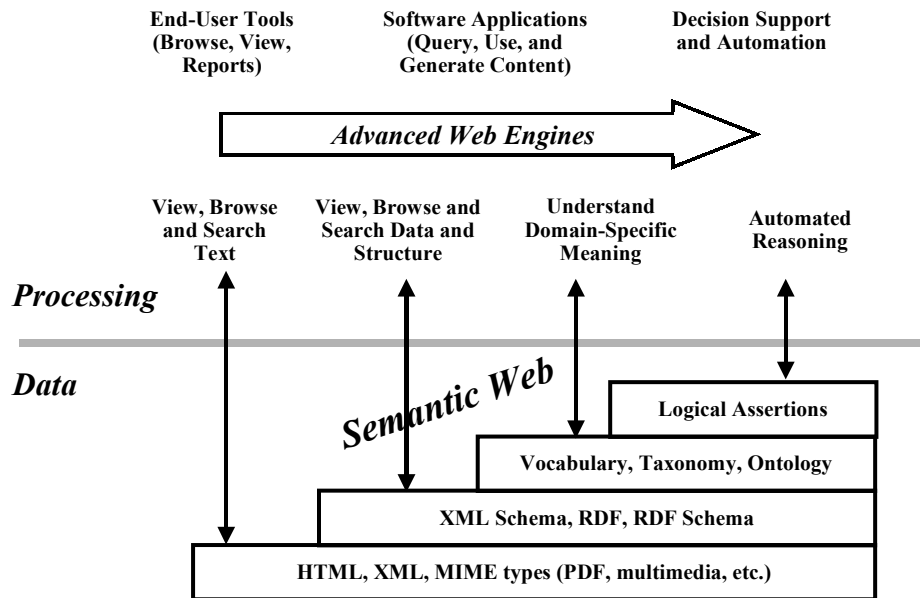 End-User Tools
(Browse, View,
Reports)
Software Applications
(Query, Use, and
Generate Content)
Decision Support
and Automation
Advanced Web Engines
View, Browse
and Search
Text
View, Browse and
Search Data and
Structure
Understand
Domain-Specific
Meaning
Automated
Reasoning
Processing
Data
Semantic Web
Logical Assertions
Vocabulary, Taxonomy, Ontology
XML Schema, RDF, RDF Schema
HTML, XML, MIME types (PDF, multimedia, etc.)